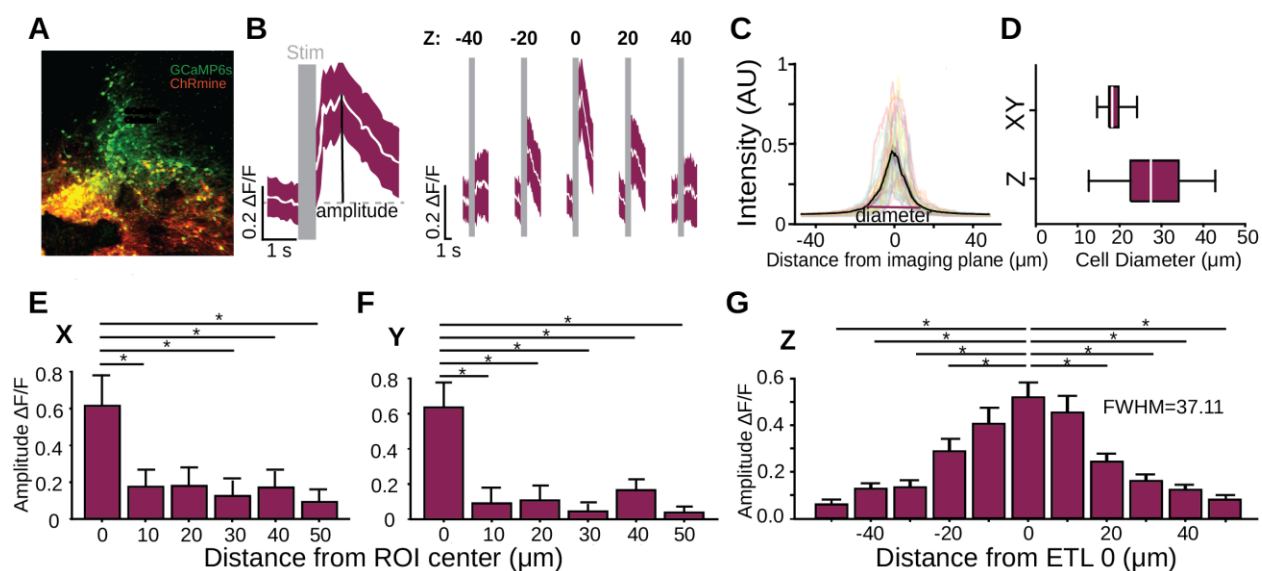 A
GCaMP6s
ChRmine
B
Stim
amplitude
0.2 ΔF/F
1 s
Z: -40 -20 0 20 40
0.2 ΔF/F
1 s
C
Intensity (AU)
1
0.5
0
diameter
-40 -20 0 20 40
Distance from imaging plane (μm)
D
XY
Z
0 10 20 30 40 50
Cell Diameter (μm)
E
X
* * * *
Amplitude ΔF/F
0.8
0.6
0.4
0.2
0
0 10 20 30 40 50
F
Y
* * * * *
0.8
0.6
0.4
0.2
0
0 10 20 30 40 50
Distance from ROI center (μm)
G
Z
* * * * * * * *
FWHM=37.11
Amplitude ΔF/F
0.6
0.4
0.2
0.0
-40 -20 0 20 40
Distance from ETL 0 (μm)